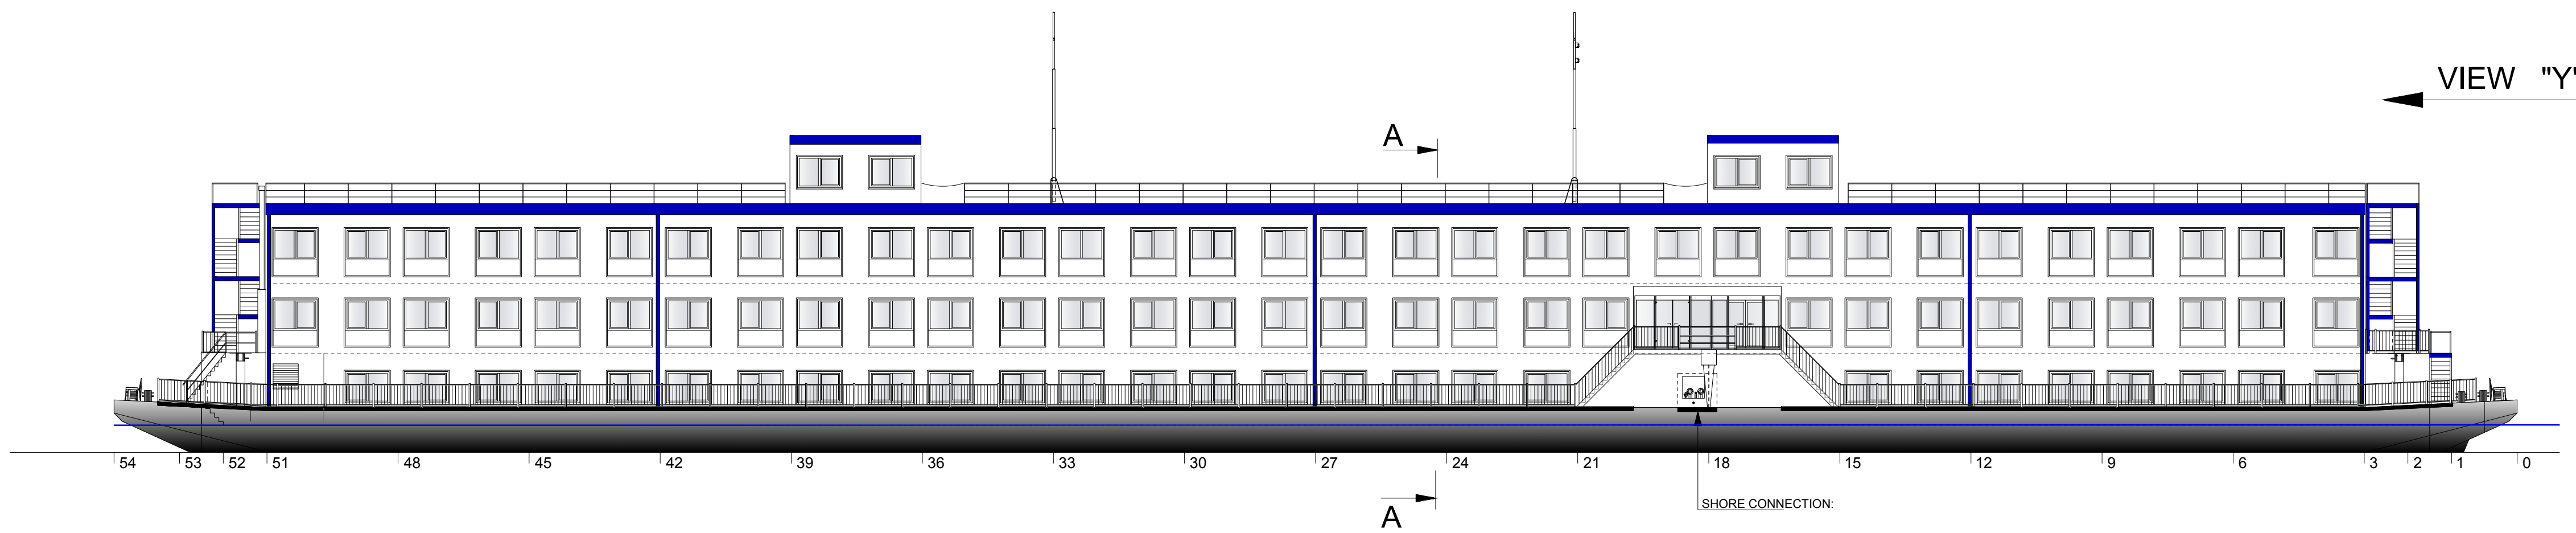 VIEW "Y"
A
54 53 52 51 48 45 42 39 36 33 30 27 24 21 18 15 12 9 6 3 2 1 0
SHORE CONNECTION:
A